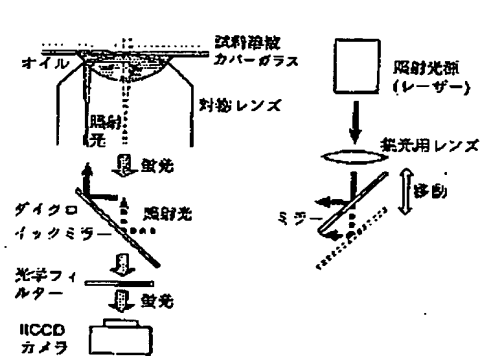 試料溶液
カバーガラス
オイル
対物レンズ
照射
光
蛍光
ダイクロ
イックミラー
照射光
光学フィ
ルター
蛍光
IICCD
カメラ
照射光源
(レーザー)
集光用レンズ
移動
ミラー